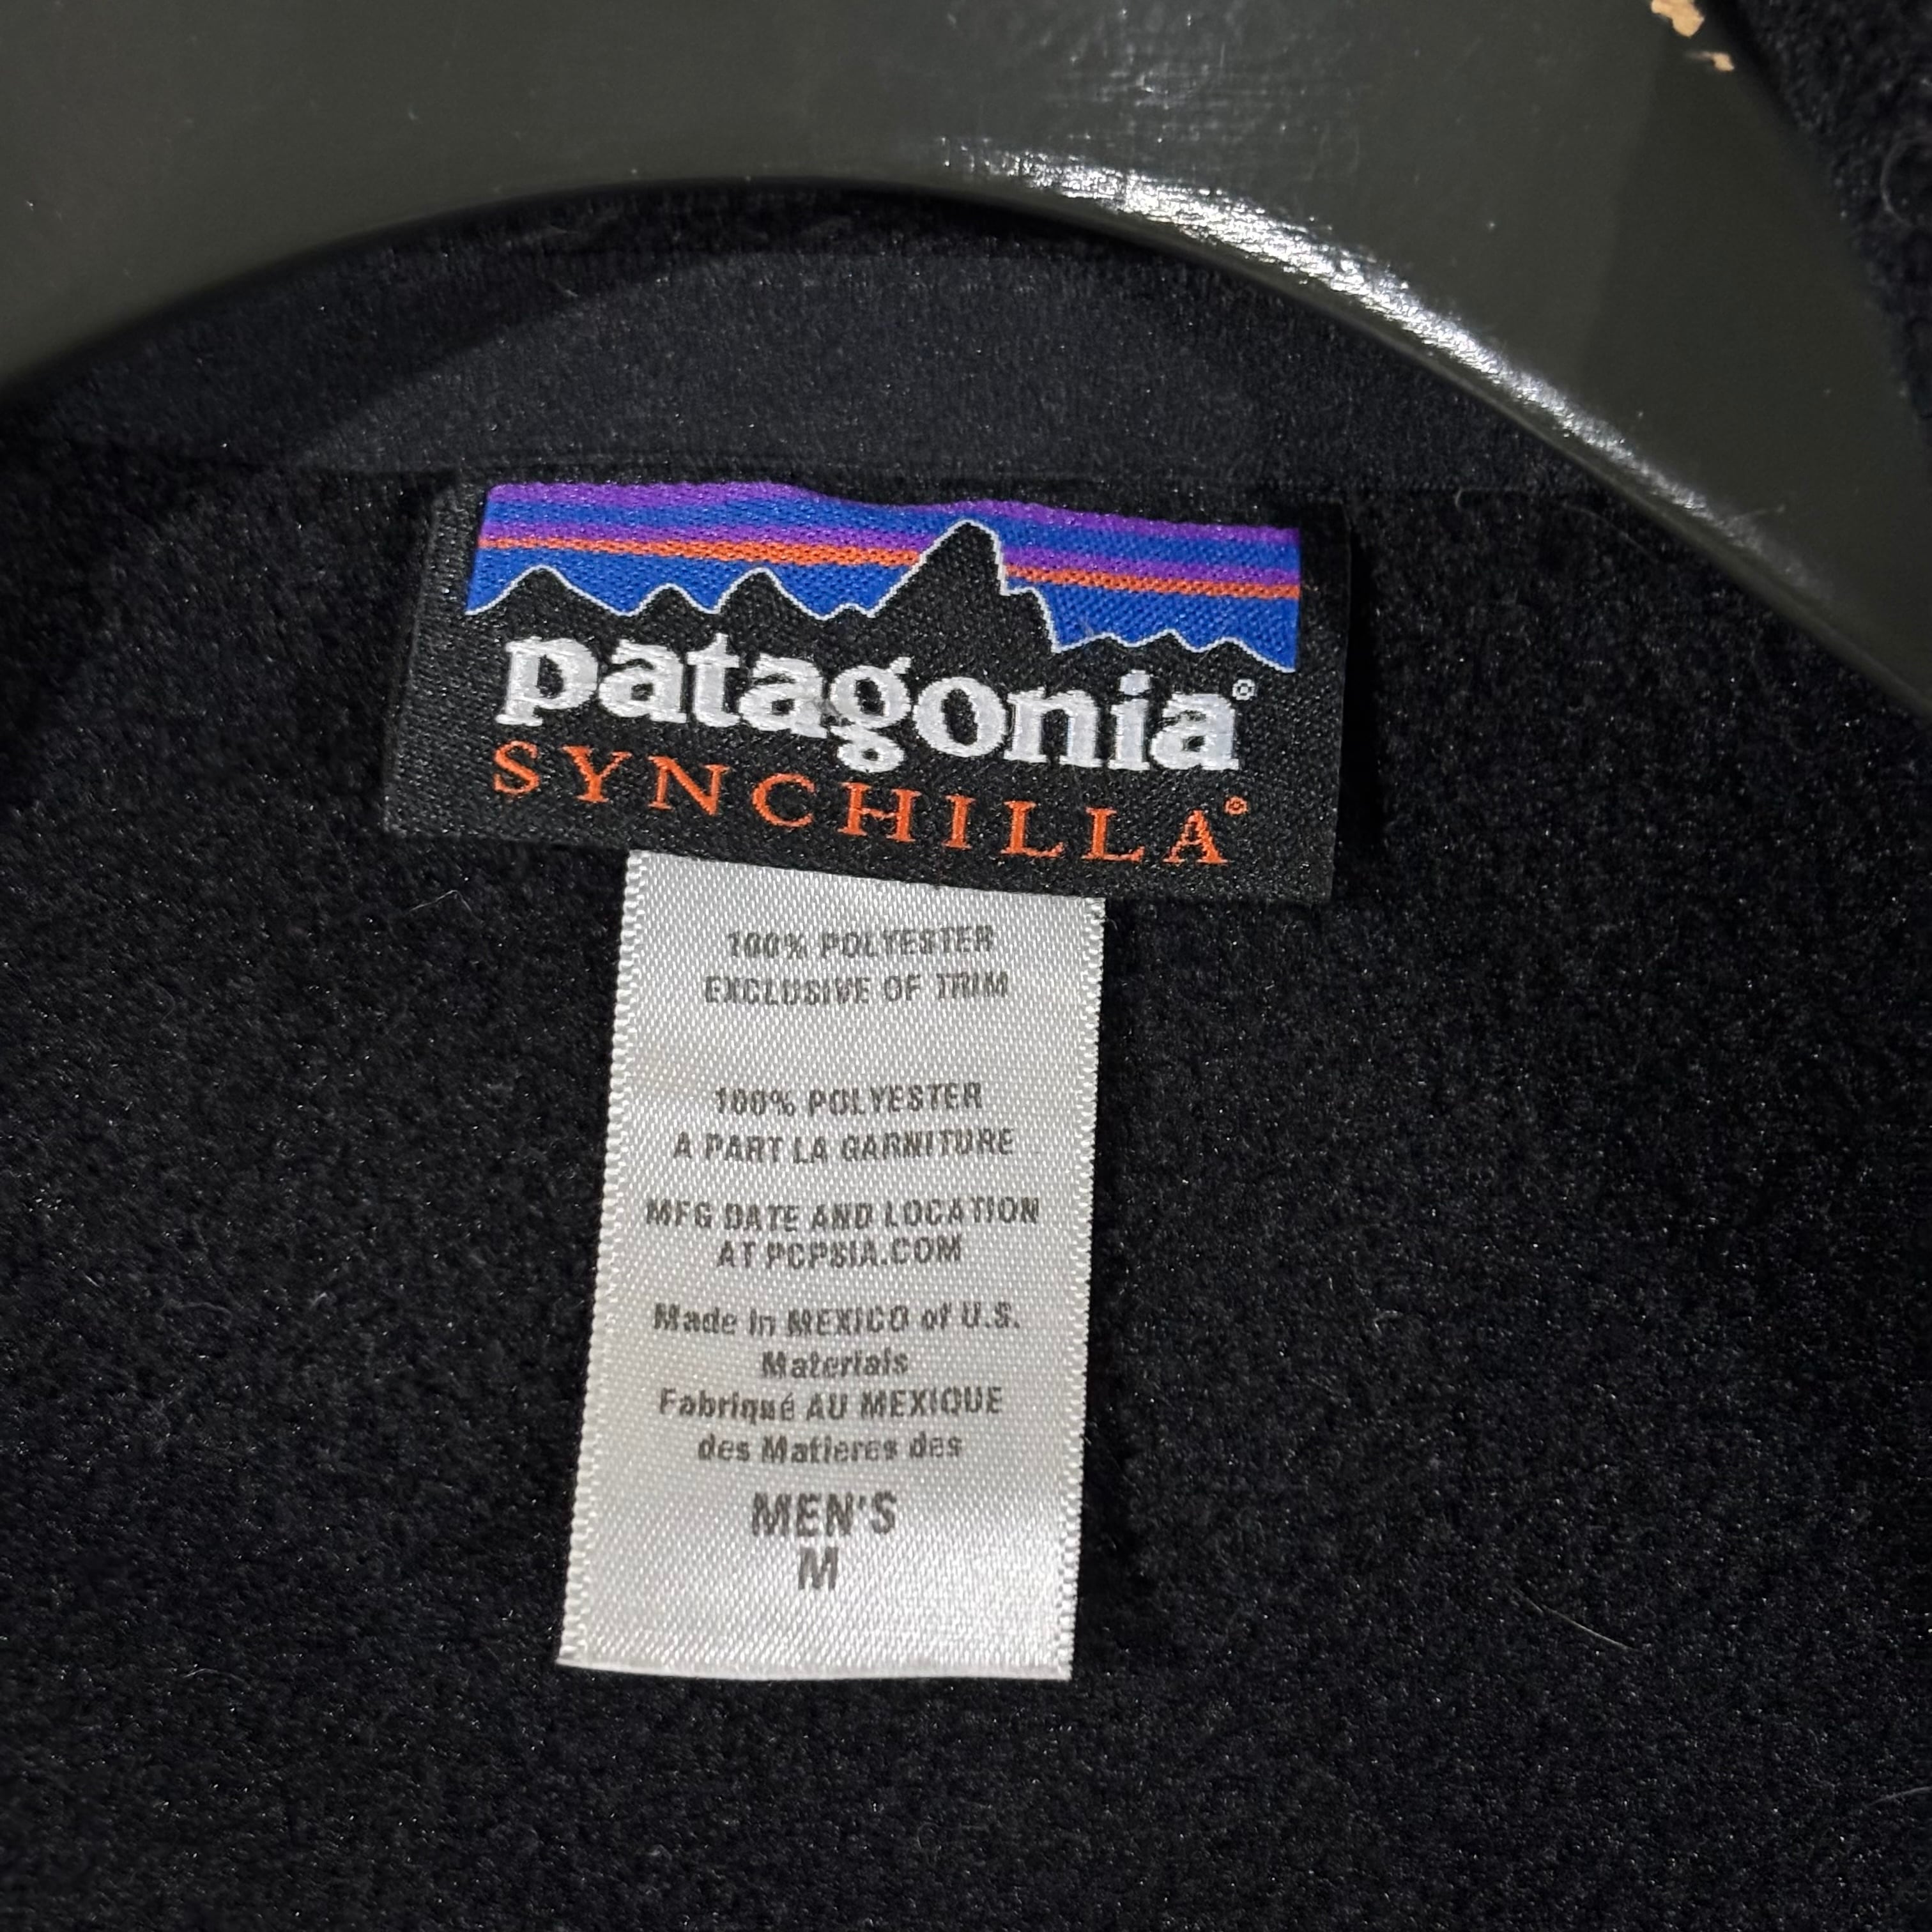 patagonia®
SYNCHILLA®
100% POLYESTER
EXCLUSIVE OF TRIM
100% POLYESTER
A PART LA GARNITURE
MFG DATE AND LOCATION
AT PCPSIA.COM
Made in MEXICO of U.S.
Materials
Fabriqué AU MEXIQUE
des Matieres des
MEN'S
M